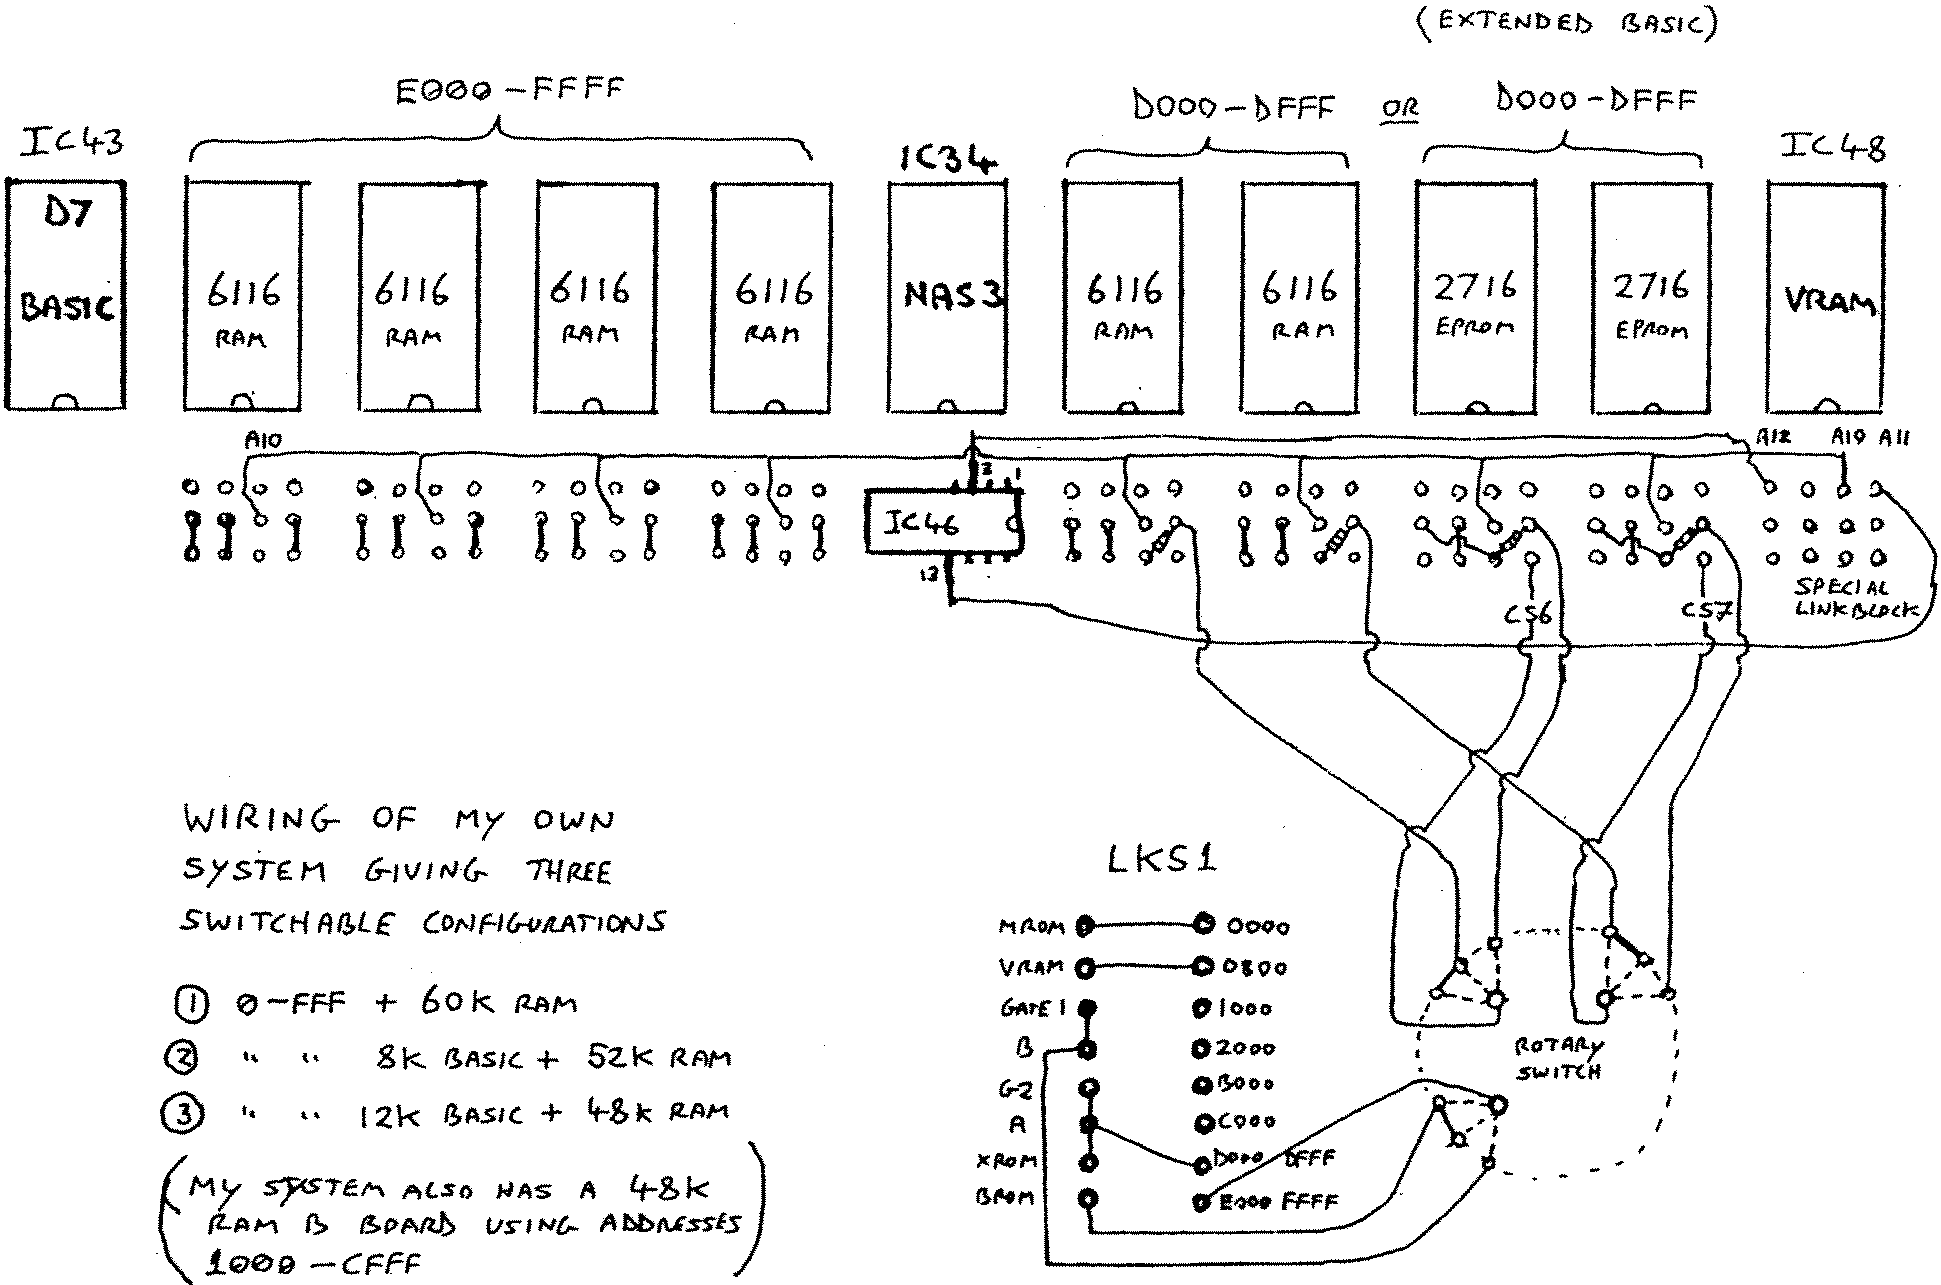 (EXTENDED BASIC)
E000-FFFF
D000-DFFF OR D000-DFFF
IC43
IC34
IC48
D7
BASIC
6116
RAM
6116
RAM
6116
RAM
6116
RAM
NAS3
6116
RAM
6116
RAM
2716
EPROM
2716
EPROM
VRAM
A10
A12 A10 A11
2 1
IC46
13
CS6
CS7
SPECIAL
LINKBLOCK
WIRING OF MY OWN
SYSTEM GIVING THREE
SWITCHABLE CONFIGURATIONS
1 0-FFF + 60K RAM
2 " " 8K BASIC + 52K RAM
3 " " 12K BASIC + 48K RAM
(MY SYSTEM ALSO HAS A 48K
RAM B BOARD USING ADDRESSES
1000-CFFF)
LKS1
MROM 0000
VRAM 0800
GATE 1 1000
B 2000
G2 B000
A C000
XROM D000 DFFF
BROM E000 FFFF
ROTARY
SWITCH